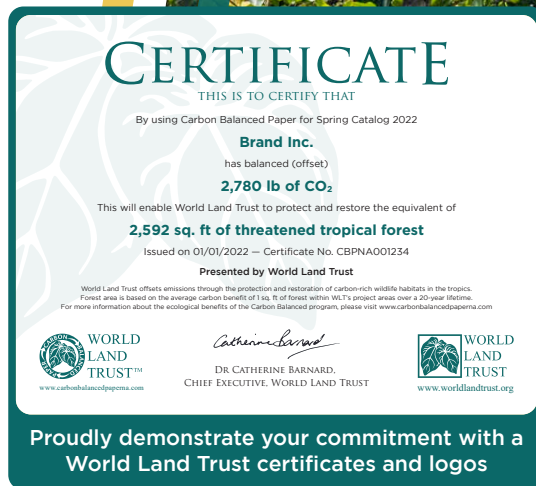 CERTIFICATE
THIS IS TO CERTIFY THAT
By using Carbon Balanced Paper for Spring Catalog 2022
Brand Inc.
has balanced (offset)
2,780 lb of CO₂
This will enable World Land Trust to protect and restore the equivalent of
2,592 sq. ft of threatened tropical forest
Issued on 01/01/2022 — Certificate No. CBPNA001234
Presented by World Land Trust
World Land Trust offsets emissions through the protection and restoration of carbon-rich wildlife habitats in the tropics.
Forest area is based on the average carbon benefit of 1 sq. ft of forest within WLT's project areas over a 20-year lifetime.
For more information about the ecological benefits of the Carbon Balanced program, please visit www.carbonbalancedpaperna.com
CARBON BALANCED
WORLD
LAND
TRUST™
www.carbonbalancedpaperna.com
Catherine Barnard
DR CATHERINE BARNARD,
CHIEF EXECUTIVE, WORLD LAND TRUST
WORLD
LAND
TRUST
www.worldlandtrust.org
Proudly demonstrate your commitment with a
World Land Trust certificates and logos